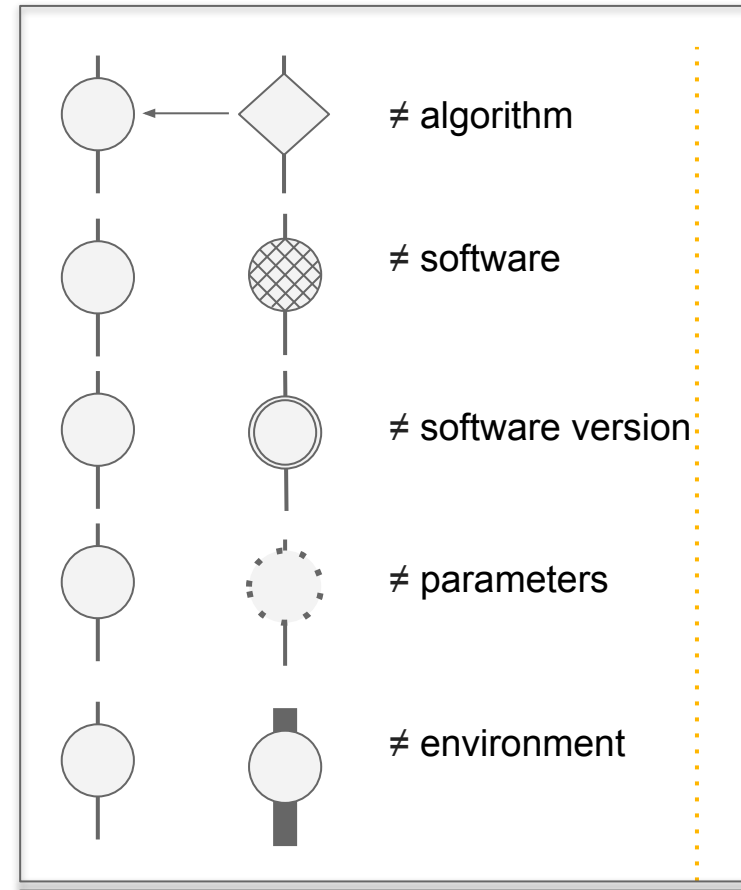 ≠ algorithm
≠ software
≠ software version
≠ parameters
≠ environment